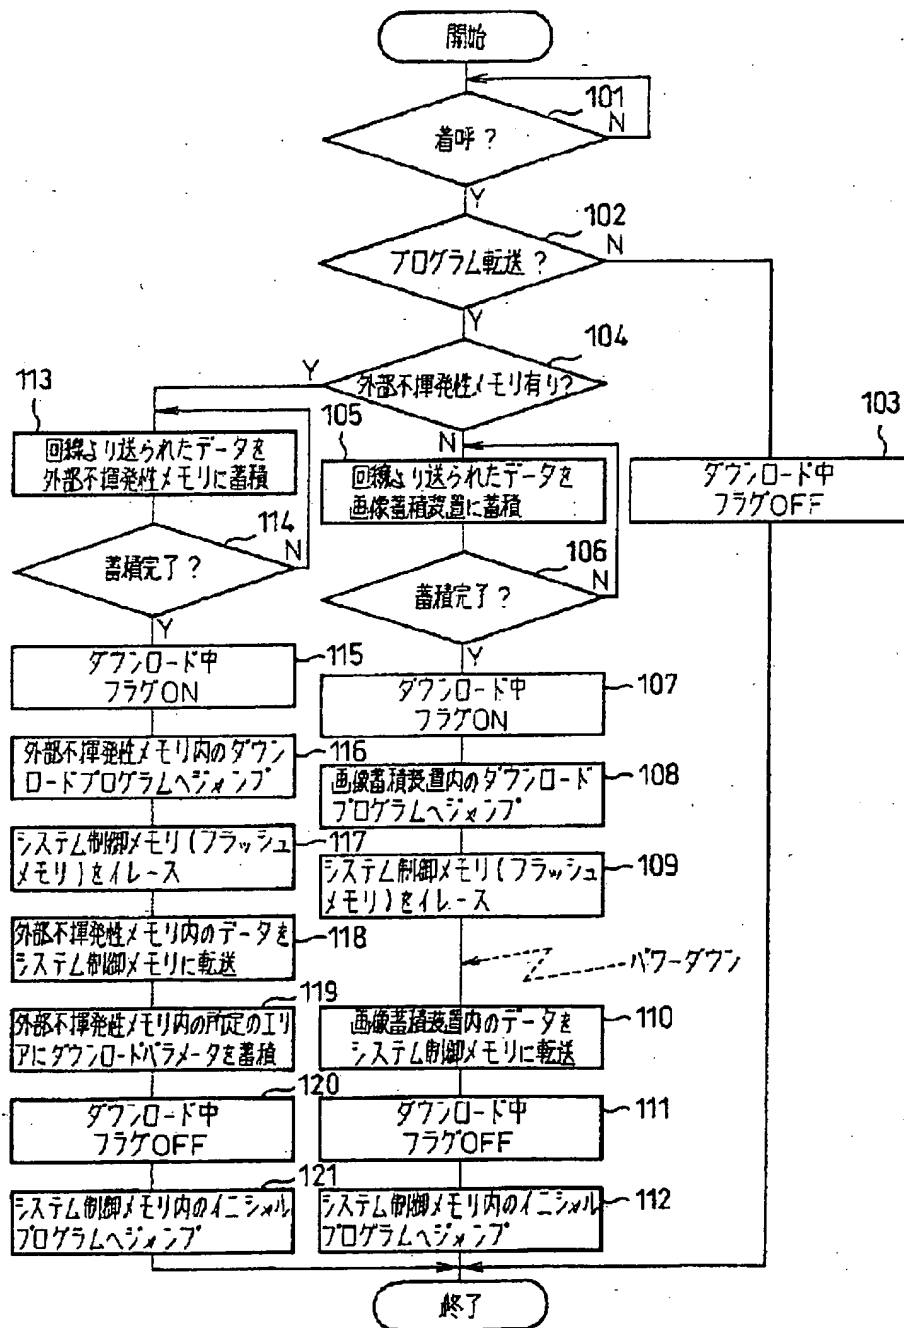 開始
101
着呼?
N
Y
102
プログラム転送?
N
Y
104
外部不揮発性メモリ有り?
Y
N
113
回線より送られたデータを
外部不揮発性メモリに蓄積
105
回線より送られたデータを
画像蓄積装置に蓄積
103
ダウンロード中
フラグOFF
114
蓄積完了?
N
Y
106
蓄積完了?
N
Y
115
ダウンロード中
フラグON
107
ダウンロード中
フラグON
116
外部不揮発性メモリ内のダウン
ロードプログラムへジャンプ
108
画像蓄積装置内のダウンロード
プログラムへジャンプ
117
システム制御メモリ(フラッシュ
メモリ)をイレース
109
システム制御メモリ(フラッシュ
メモリ)をイレース
118
外部不揮発性メモリ内のデータを
システム制御メモリに転送
パワーダウン
119
外部不揮発性メモリ内の所定のエリ
アにダウンロードパラメータを蓄積
110
画像蓄積装置内のデータを
システム制御メモリに転送
120
ダウンロード中
フラグOFF
111
ダウンロード中
フラグOFF
121
システム制御メモリ内のイニシャル
プログラムへジャンプ
112
システム制御メモリ内のイニシャル
プログラムへジャンプ
終了